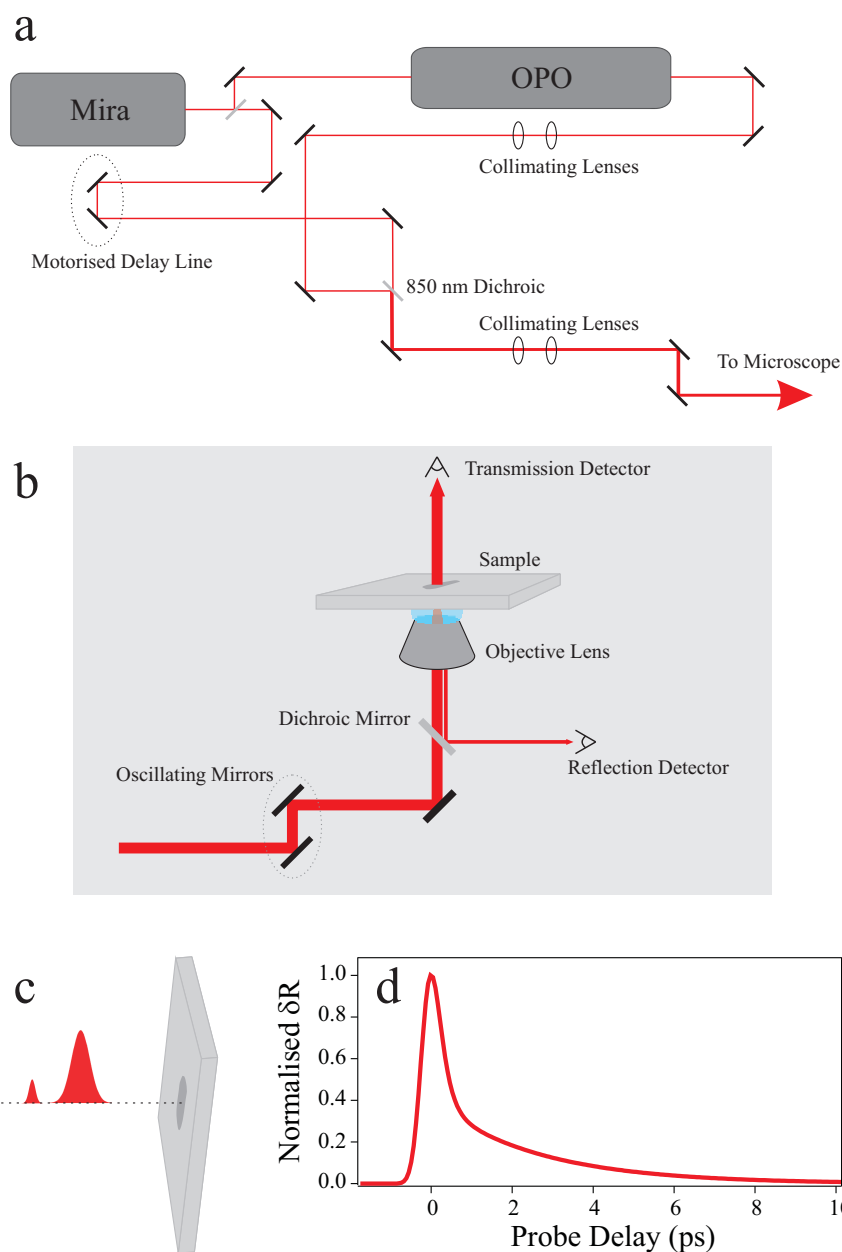 a
Mira
OPO
Collimating Lenses
Motorised Delay Line
850 nm Dichroic
Collimating Lenses
To Microscope
b
Transmission Detector
Sample
Objective Lens
Dichroic Mirror
Reflection Detector
Oscillating Mirrors
c
d
Normalised δR
1.0
0.8
0.6
0.4
0.2
0.0
0 2 4 6 8 10
Probe Delay (ps)